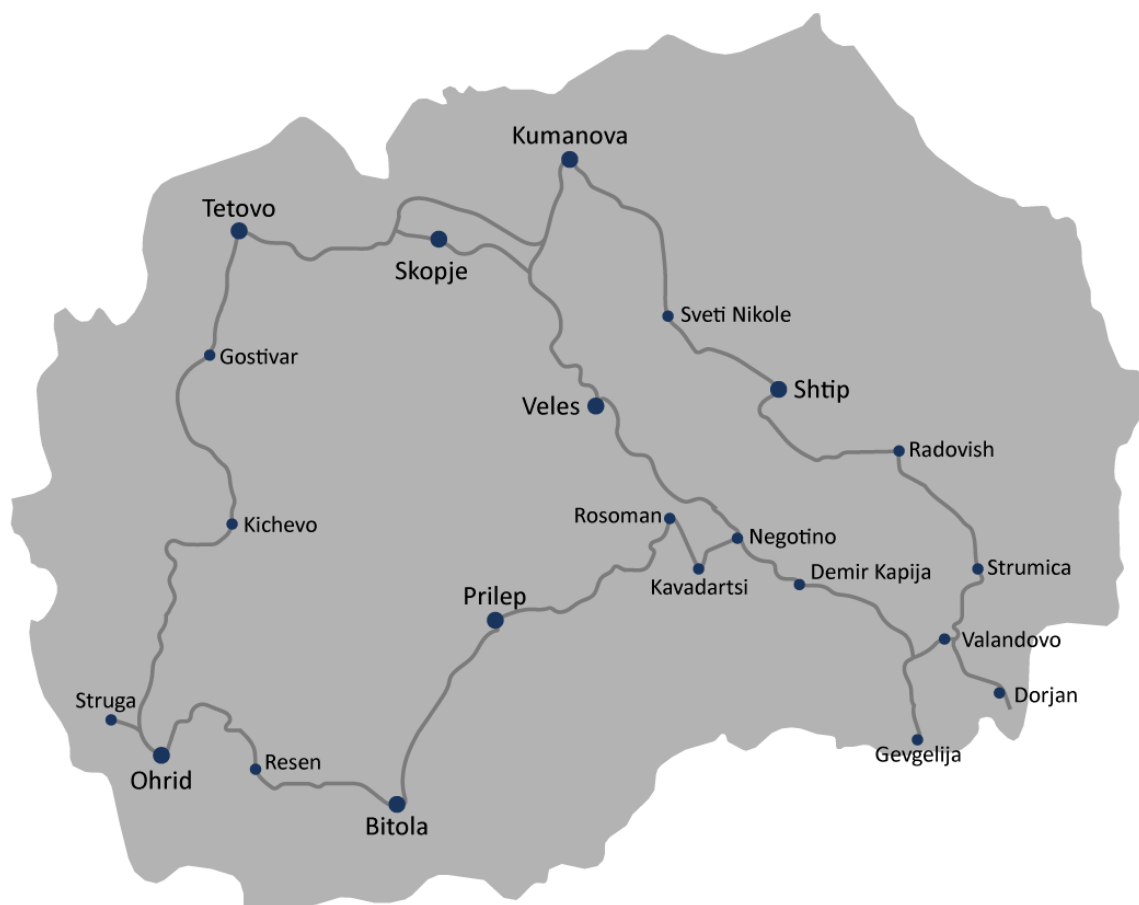 Kumanova
Tetovo
Skopje
Sveti Nikole
Gostivar
Shtip
Veles
Radovish
Rosoman
Kichevo
Negotino
Demir Kapija
Strumica
Kavadartsi
Prilep
Valandovo
Struga
Dorjan
Gevgelija
Resen
Ohrid
Bitola